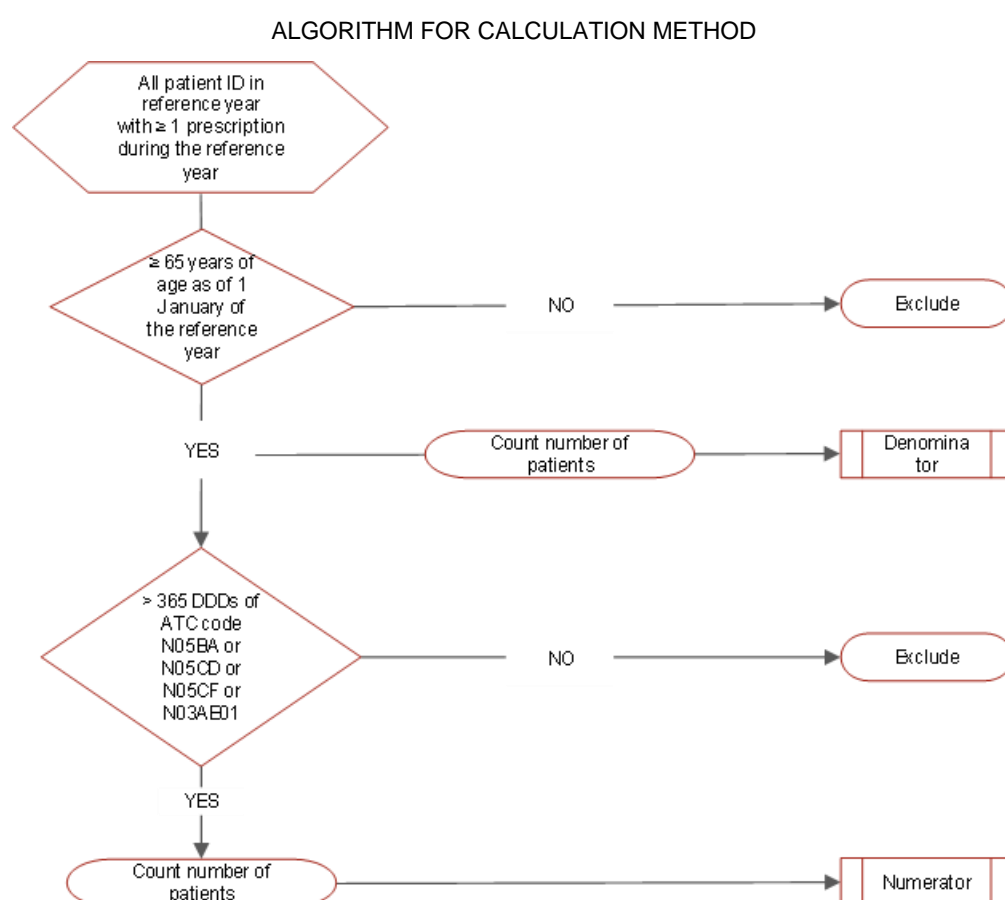 ALGORITHM FOR CALCULATION METHOD
All patient ID in
reference year
with ≥ 1 prescription
during the reference
year
≥ 65 years of
age as of 1
January of
the reference
year
NO
Exclude
YES
Count number of
patients
Denomina
tor
> 365 DDDs of
ATC code
N05BA or
N05CD or
N05CF or
N03AE01
NO
Exclude
YES
Count number of
patients
Numerator